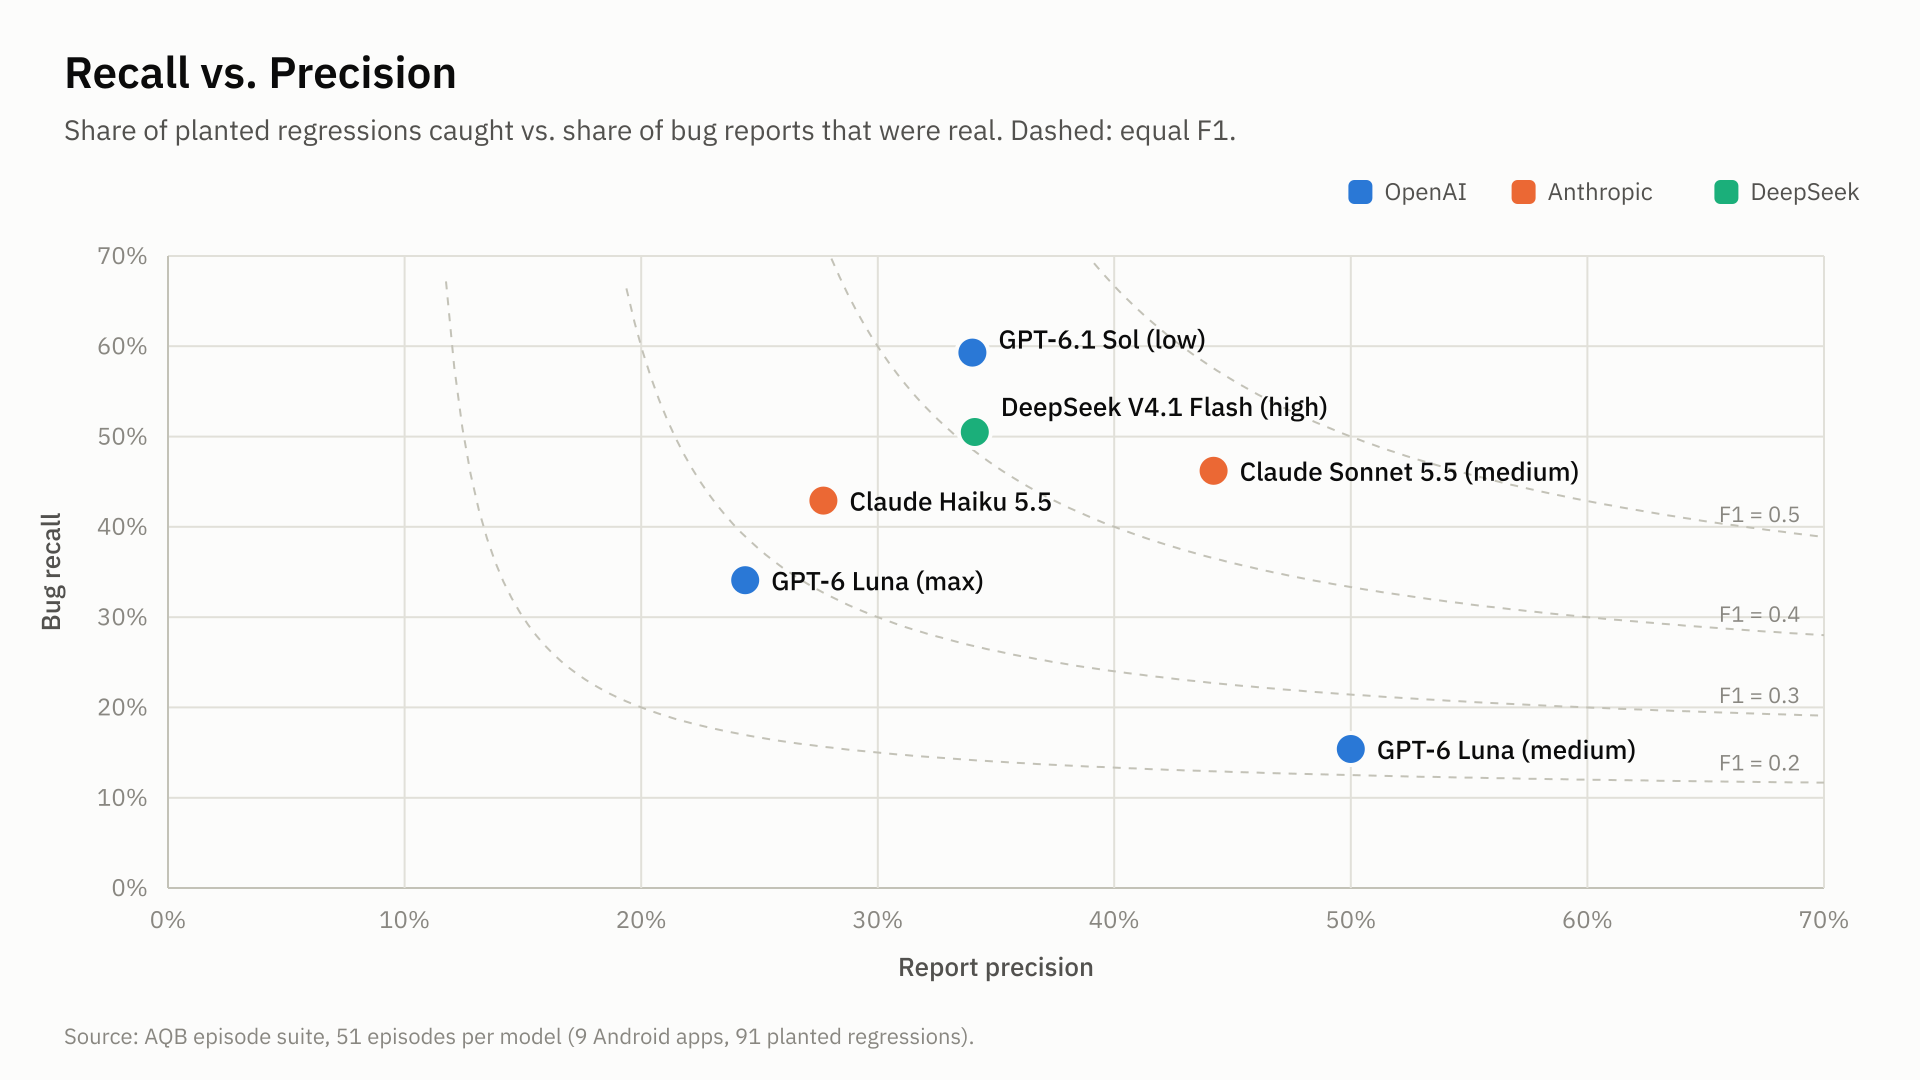 Recall vs. Precision
Share of planted regressions caught vs. share of bug reports that were real. Dashed: equal F1.
OpenAI
Anthropic
DeepSeek
70%
60%
50%
40%
30%
20%
10%
0%
Bug recall
GPT-6.1 Sol (low)
DeepSeek V4.1 Flash (high)
Claude Sonnet 5.5 (medium)
Claude Haiku 5.5
GPT-6 Luna (max)
GPT-6 Luna (medium)
F1 = 0.5
F1 = 0.4
F1 = 0.3
F1 = 0.2
0%
10%
20%
30%
40%
50%
60%
70%
Report precision
Source: AQB episode suite, 51 episodes per model (9 Android apps, 91 planted regressions).